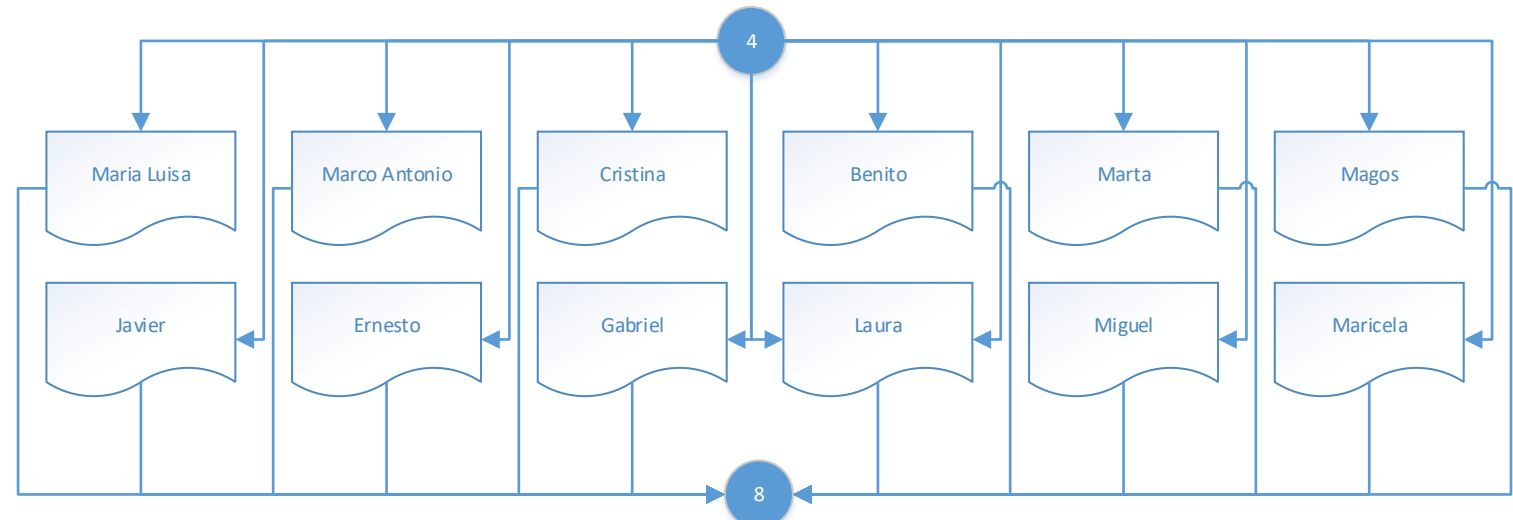 4
Maria Luisa
Marco Antonio
Cristina
Benito
Marta
Magos
Javier
Ernesto
Gabriel
Laura
Miguel
Maricela
8